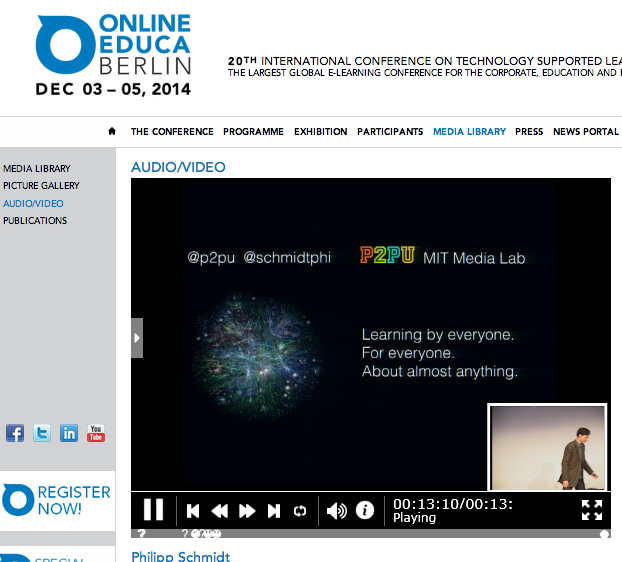 ONLINE
EDUCA
BERLIN
DEC 03 – 05, 2014
20TH INTERNATIONAL CONFERENCE ON TECHNOLOGY SUPPORTED
THE LARGEST GLOBAL E-LEARNING CONFERENCE FOR THE CORPORATE, EDUCATION AND
THE CONFERENCE PROGRAMME EXHIBITION PARTICIPANTS MEDIA LIBRARY PRESS NEWS PORTAL
MEDIA LIBRARY
PICTURE GALLERY
AUDIO/VIDEO
PUBLICATIONS
AUDIO/VIDEO
@p2pu @schmidtphi P2PU MIT Media Lab
Learning by everyone.
For everyone.
About almost anything.
You
Tube
REGISTER
NOW!
00:13:10/00:13:
Playing
SPECIAL
Philipp Schmidt